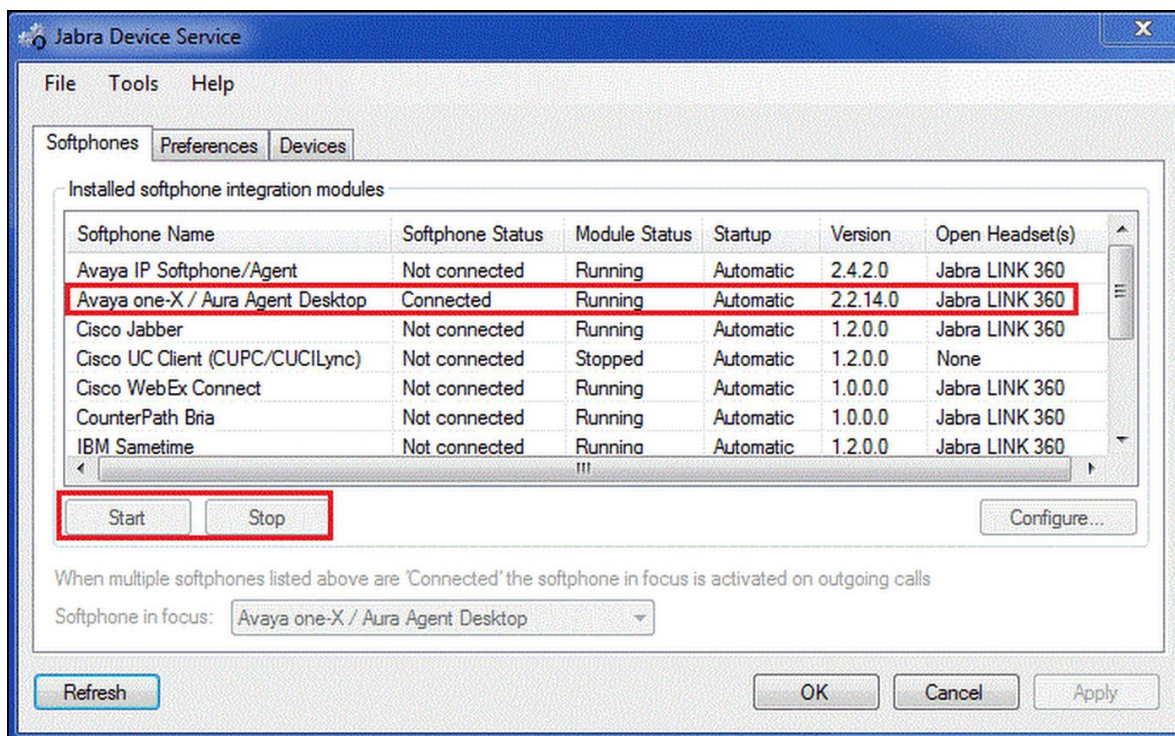 Jabra Device Service
File Tools Help
Softphones Preferences Devices
Installed softphone integration modules
Softphone Name Softphone Status Module Status Startup Version Open Headset(s)
Avaya IP Softphone/Agent Not connected Running Automatic 2.4.2.0 Jabra LINK 360
Avaya one-X / Aura Agent Desktop Connected Running Automatic 2.2.14.0 Jabra LINK 360
Cisco Jabber Not connected Running Automatic 1.2.0.0 Jabra LINK 360
Cisco UC Client (CUPC/CUCILync) Not connected Stopped Automatic 1.2.0.0 None
Cisco WebEx Connect Not connected Running Automatic 1.0.0.0 Jabra LINK 360
CounterPath Bria Not connected Running Automatic 1.0.0.0 Jabra LINK 360
IBM Sametime Not connected Running Automatic 1.2.0.0 Jabra LINK 360
Start Stop Configure...
When multiple softphones listed above are 'Connected' the softphone in focus is activated on outgoing calls
Softphone in focus: Avaya one-X / Aura Agent Desktop
Refresh OK Cancel Apply